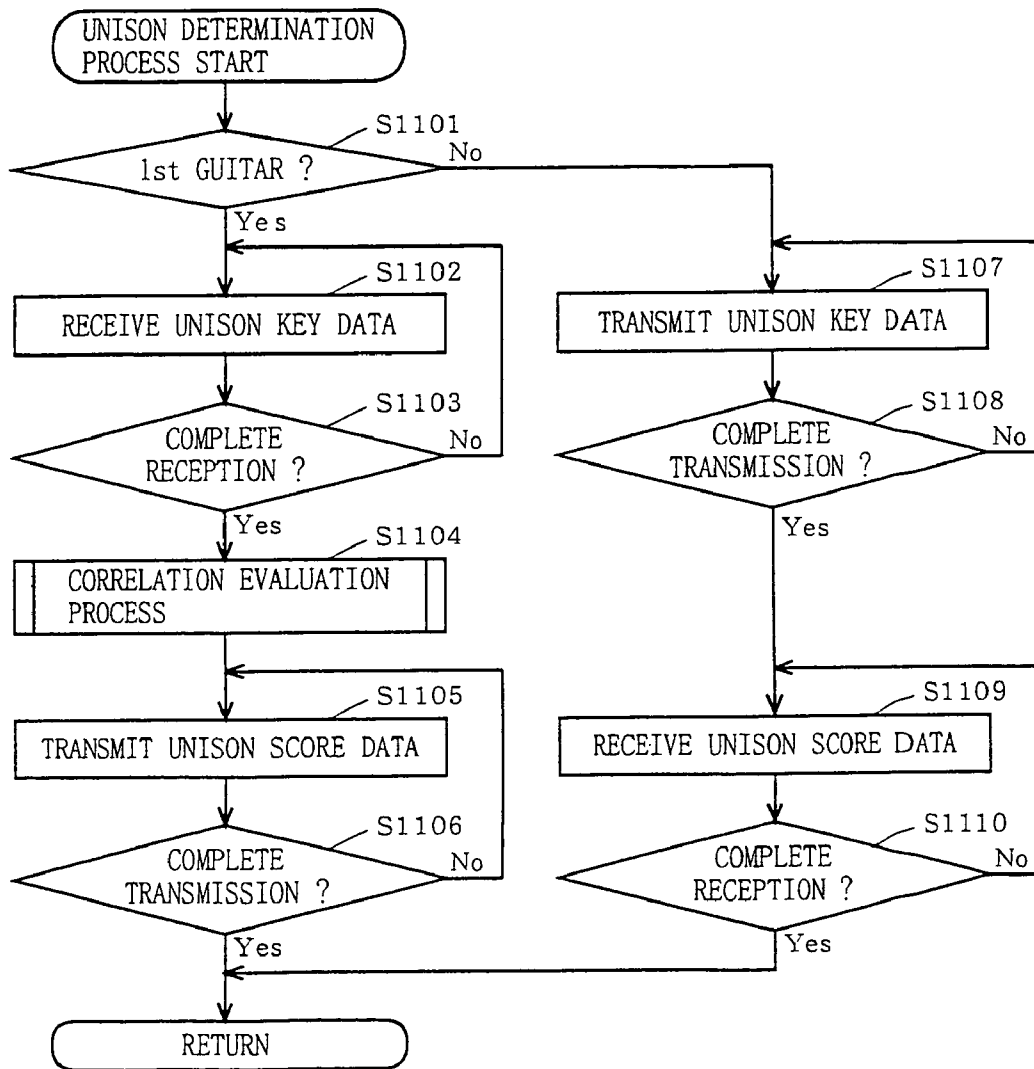 UNISON DETERMINATION
PROCESS START
S1101
1st GUITAR ?
No
Yes
S1102
RECEIVE UNISON KEY DATA
S1103
COMPLETE
RECEPTION ?
No
Yes
S1104
CORRELATION EVALUATION
PROCESS
S1105
TRANSMIT UNISON SCORE DATA
S1106
COMPLETE
TRANSMISSION ?
No
Yes
S1107
TRANSMIT UNISON KEY DATA
S1108
COMPLETE
TRANSMISSION ?
No
Yes
S1109
RECEIVE UNISON SCORE DATA
S1110
COMPLETE
RECEPTION ?
No
Yes
RETURN